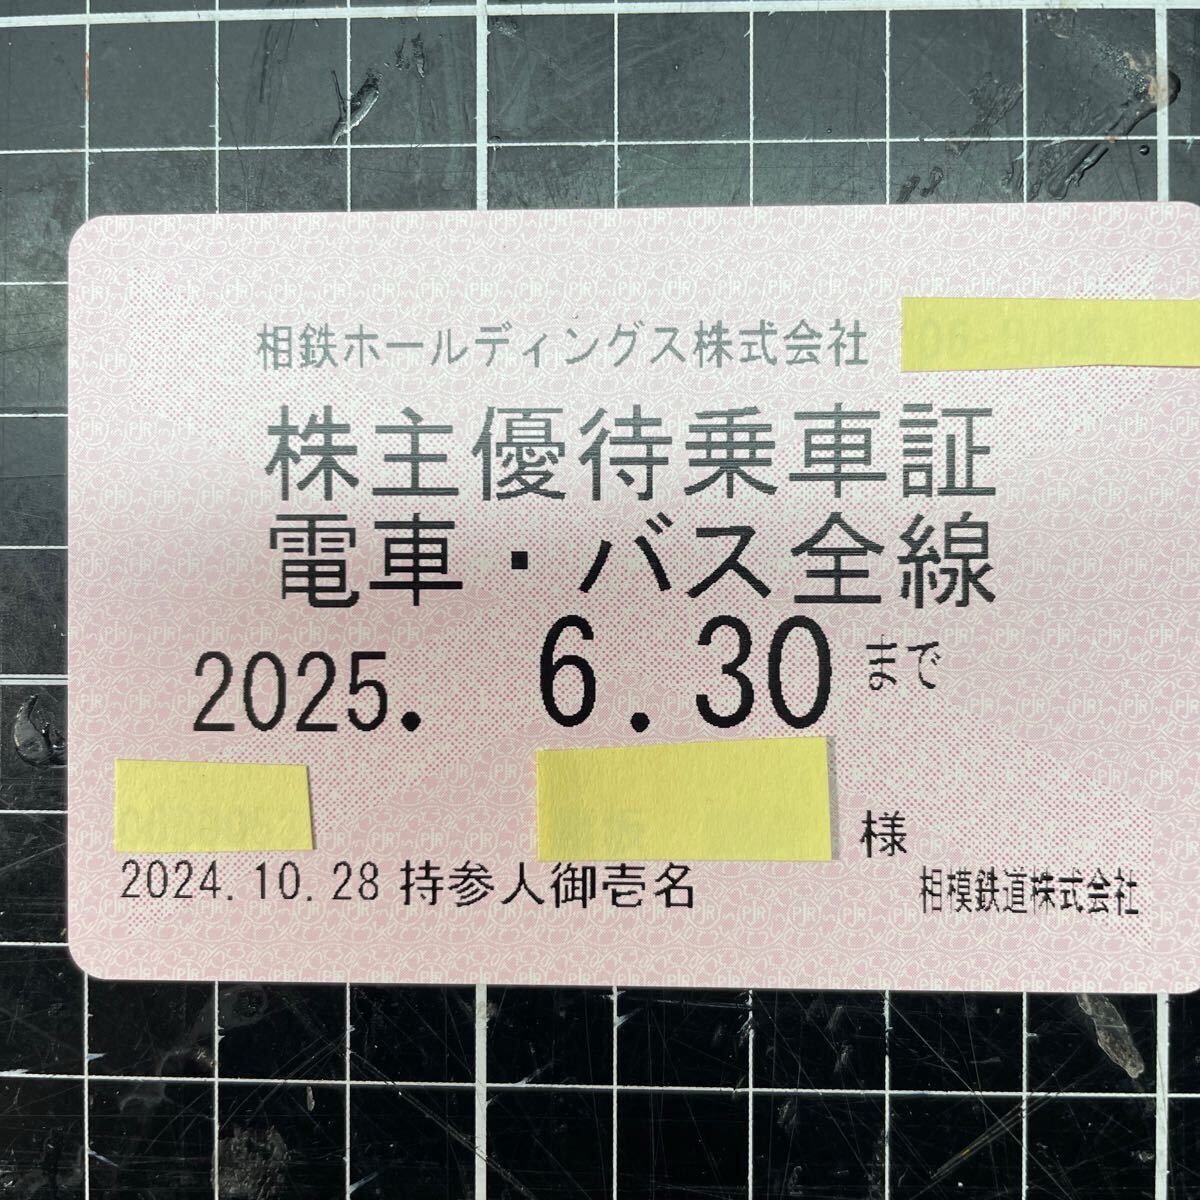 相鉄ホールディングス株式会社
株主優待乗車証
電車・バス全線
2025. 6.30まで
様
2024.10.28 持参人御壱名
相模鉄道株式会社